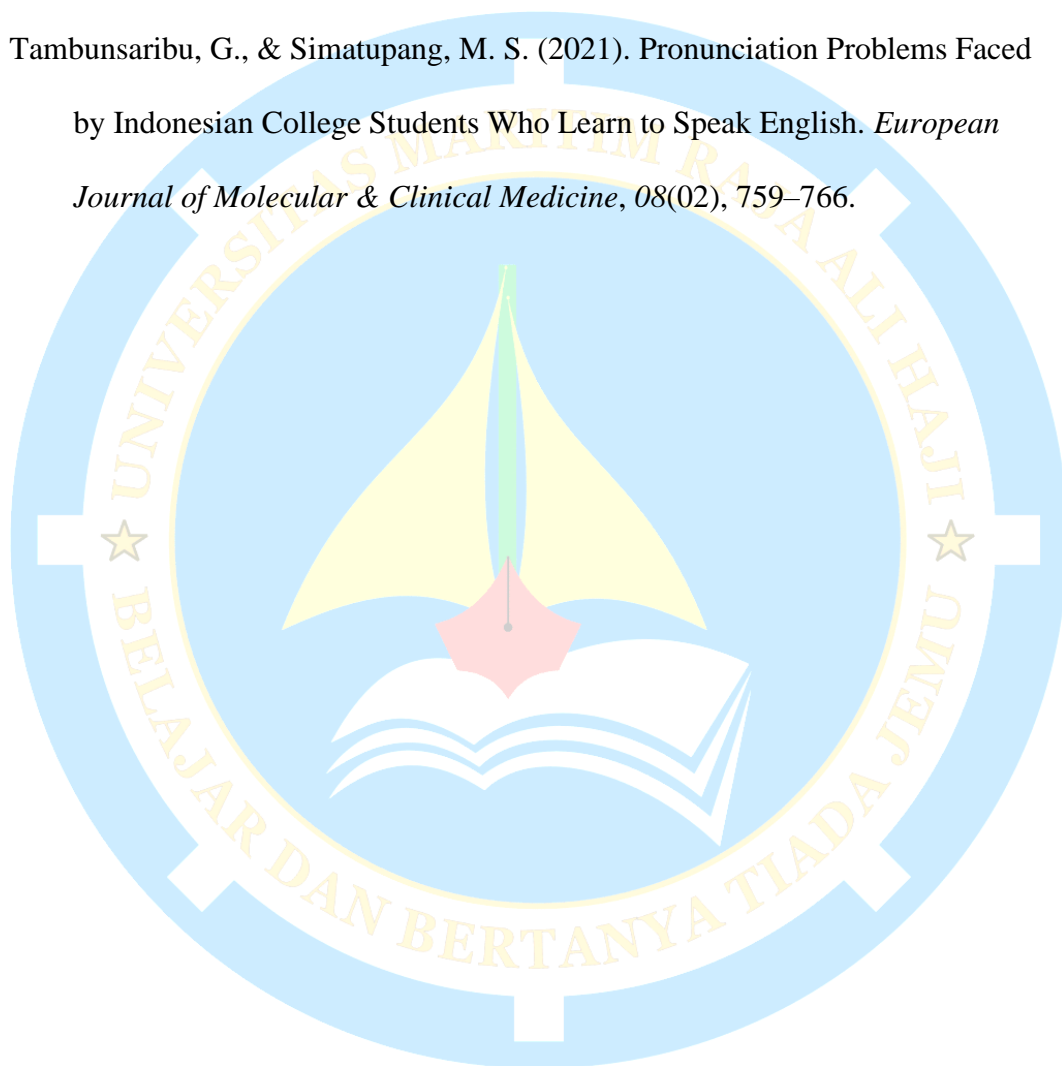 Tambunsaribu, G., & Simatupang, M. S. (2021). Pronunciation Problems Faced
by Indonesian College Students Who Learn to Speak English. European
Journal of Molecular & Clinical Medicine, 08(02), 759–766.
UNIVERSITAS MARITIM RAJA ALI HAJI
BELAJAR DAN BERTANYA TIADA JEMU